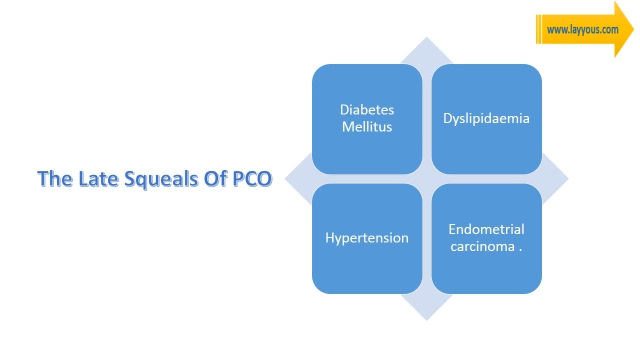 www.layyous.com
Diabetes
Mellitus
Dyslipidaemia
The Late Squeals Of PCO
Hypertension
Endometrial
carcinoma .